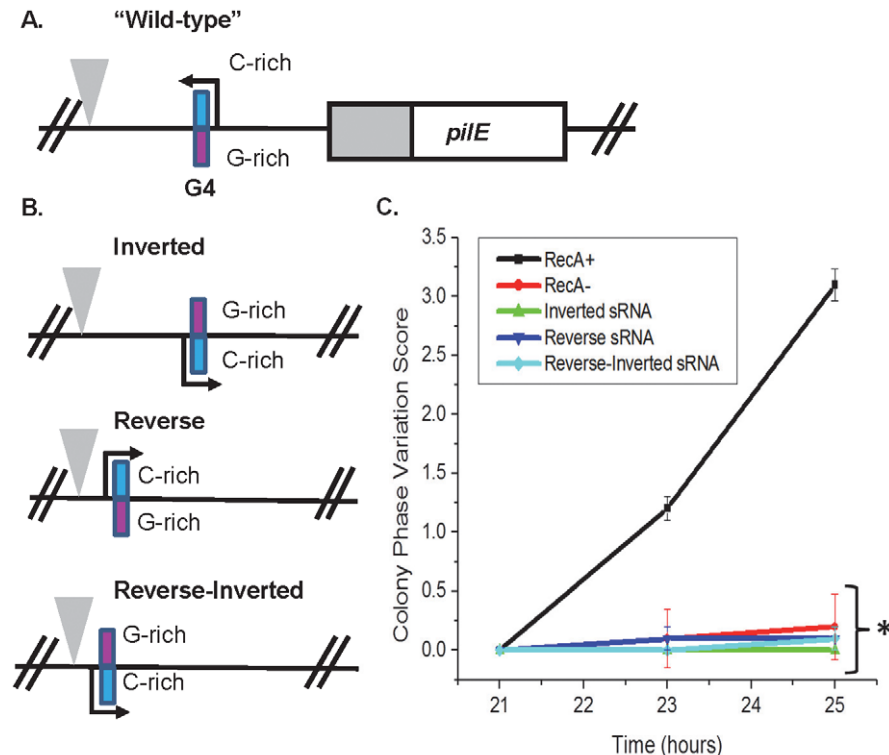 A.
"Wild-type"
C-rich
pilE
G-rich
G4
B.
Inverted
G-rich
C-rich
Reverse
C-rich
G-rich
Reverse-Inverted
G-rich
C-rich
C.
3.5
3.0
2.5
2.0
1.5
1.0
0.5
0.0
Colony Phase Variation Score
RecA+
RecA-
Inverted sRNA
Reverse sRNA
Reverse-Inverted sRNA
*
21 22 23 24 25
Time (hours)